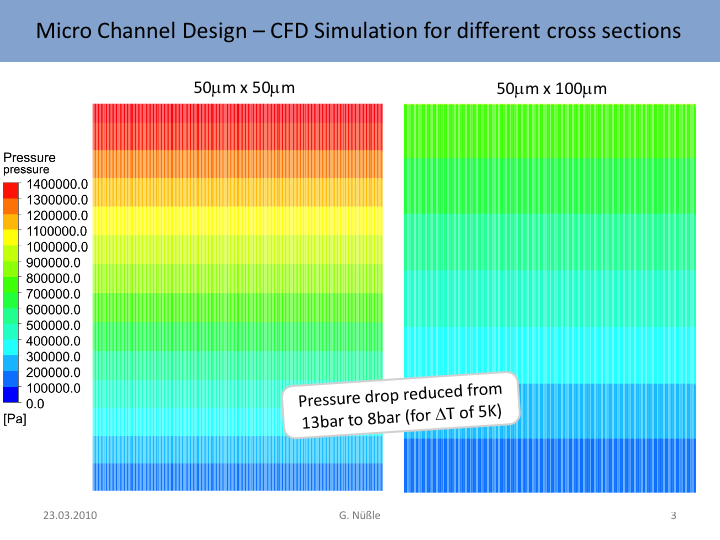 Micro Channel Design – CFD Simulation for different cross sections
50μm x 50μm
50μm x 100μm
Pressure
pressure
1400000.0
1300000.0
1200000.0
1100000.0
1000000.0
900000.0
800000.0
700000.0
600000.0
500000.0
400000.0
300000.0
200000.0
100000.0
0.0
[Pa]
Pressure drop reduced from
13bar to 8bar (for ΔT of 5K)
23.03.2010
G. Nüßle
3